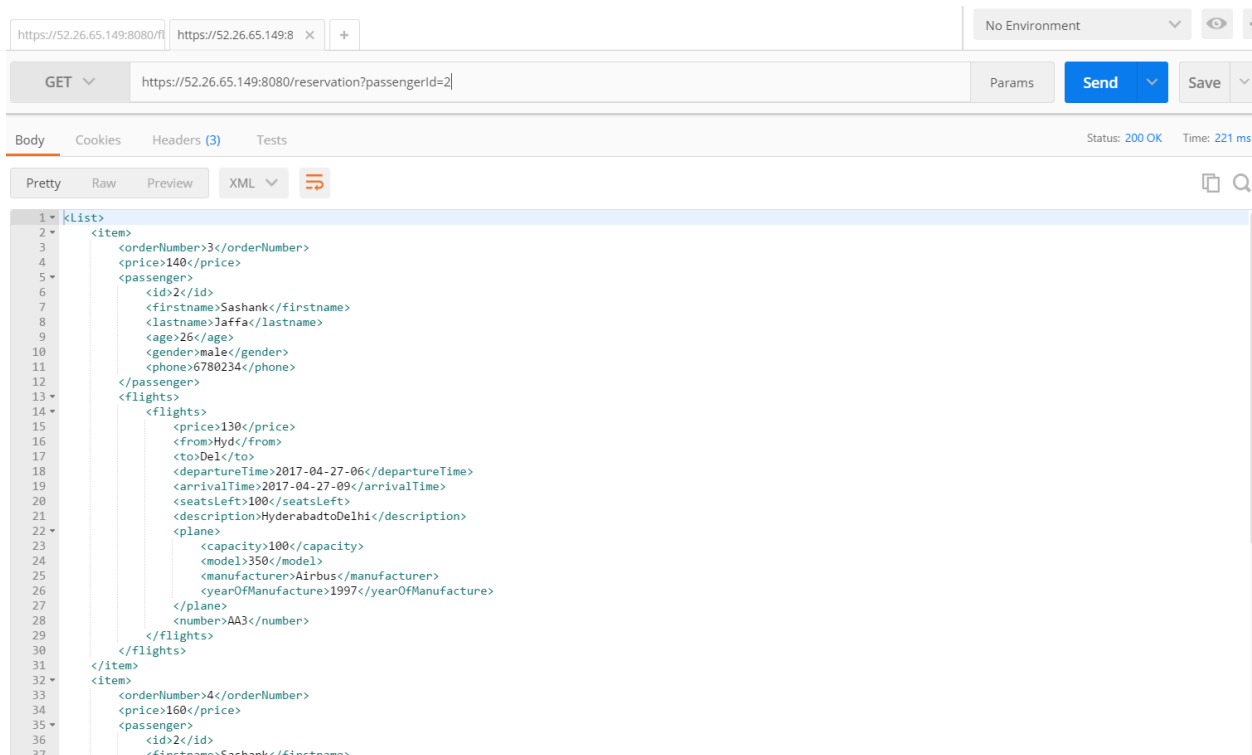 https://52.26.65.149:8080/fl
https://52.26.65.149:8 × +
No Environment
GET https://52.26.65.149:8080/reservation?passengerId=2 Params Send Save
Body Cookies Headers (3) Tests Status: 200 OK Time: 221 ms
Pretty Raw Preview XML
1 <List>
2 <item>
3 <orderNumber>3</orderNumber>
4 <price>140</price>
5 <passenger>
6 <id>2</id>
7 <firstname>Sashank</firstname>
8 <lastname>Jaffa</lastname>
9 <age>26</age>
10 <gender>male</gender>
11 <phone>6780234</phone>
12 </passenger>
13 <flights>
14 <flights>
15 <price>130</price>
16 <from>Hyd</from>
17 <to>Del</to>
18 <departureTime>2017-04-27-06</departureTime>
19 <arrivalTime>2017-04-27-09</arrivalTime>
20 <seatsLeft>100</seatsLeft>
21 <description>HyderabadtoDelhi</description>
22 <plane>
23 <capacity>100</capacity>
24 <model>350</model>
25 <manufacturer>Airbus</manufacturer>
26 <yearOfManufacture>1997</yearOfManufacture>
27 </plane>
28 <number>AA3</number>
29 </flights>
30 </flights>
31 </item>
32 <item>
33 <orderNumber>4</orderNumber>
34 <price>160</price>
35 <passenger>
36 <id>2</id>
37 <firstname>Sashank</firstname>